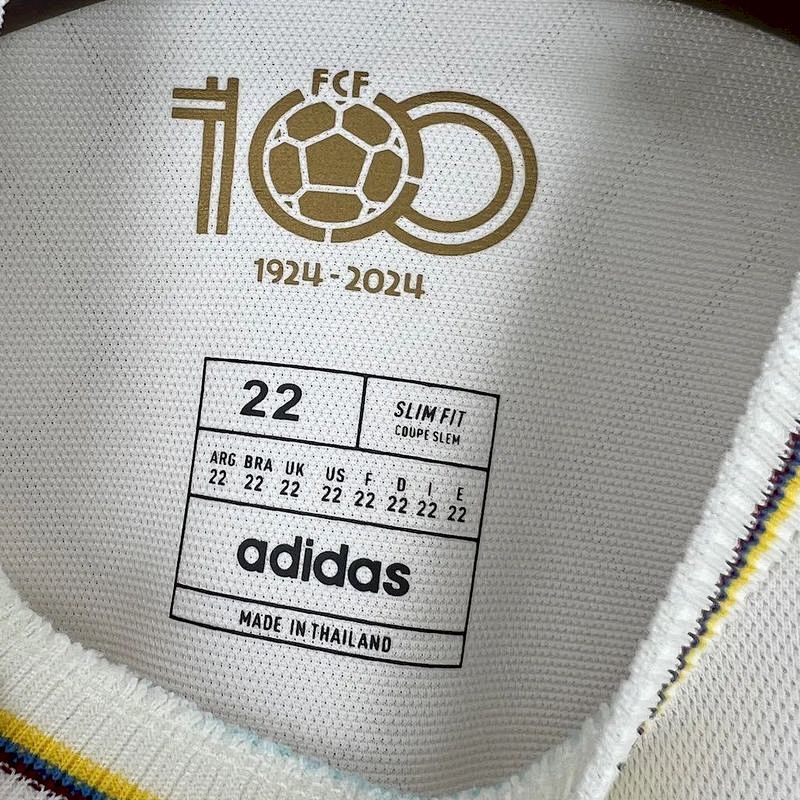 FCF
100
1924-2024
22
SLIM FIT
COUPE SLEM
ARG BRA UK US F D I E
22 22 22 22 22 22 22 22
adidas
MADE IN THAILAND